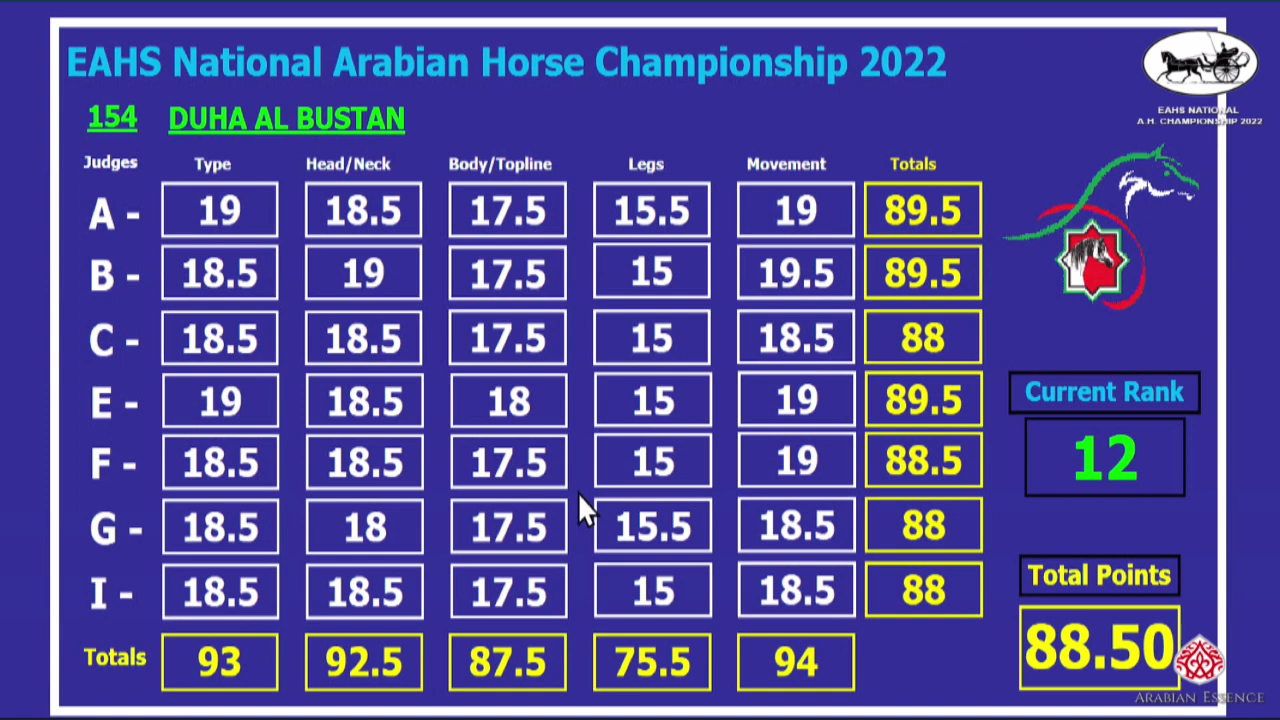 EAHS National Arabian Horse Championship 2022
EAHS NATIONAL
A.H. CHAMPIONSHIP 2022
154 DUHA AL BUSTAN
Judges Type Head/Neck Body/Topline Legs Movement Totals
A - 19 18.5 17.5 15.5 19 89.5
B - 18.5 19 17.5 15 19.5 89.5
C - 18.5 18.5 17.5 15 18.5 88
E - 19 18.5 18 15 19 89.5
F - 18.5 18.5 17.5 15 19 88.5
G - 18.5 18 17.5 15.5 18.5 88
I - 18.5 18.5 17.5 15 18.5 88
Totals 93 92.5 87.5 75.5 94
Current Rank
12
Total Points
88.50
ARABIAN ESSENCE